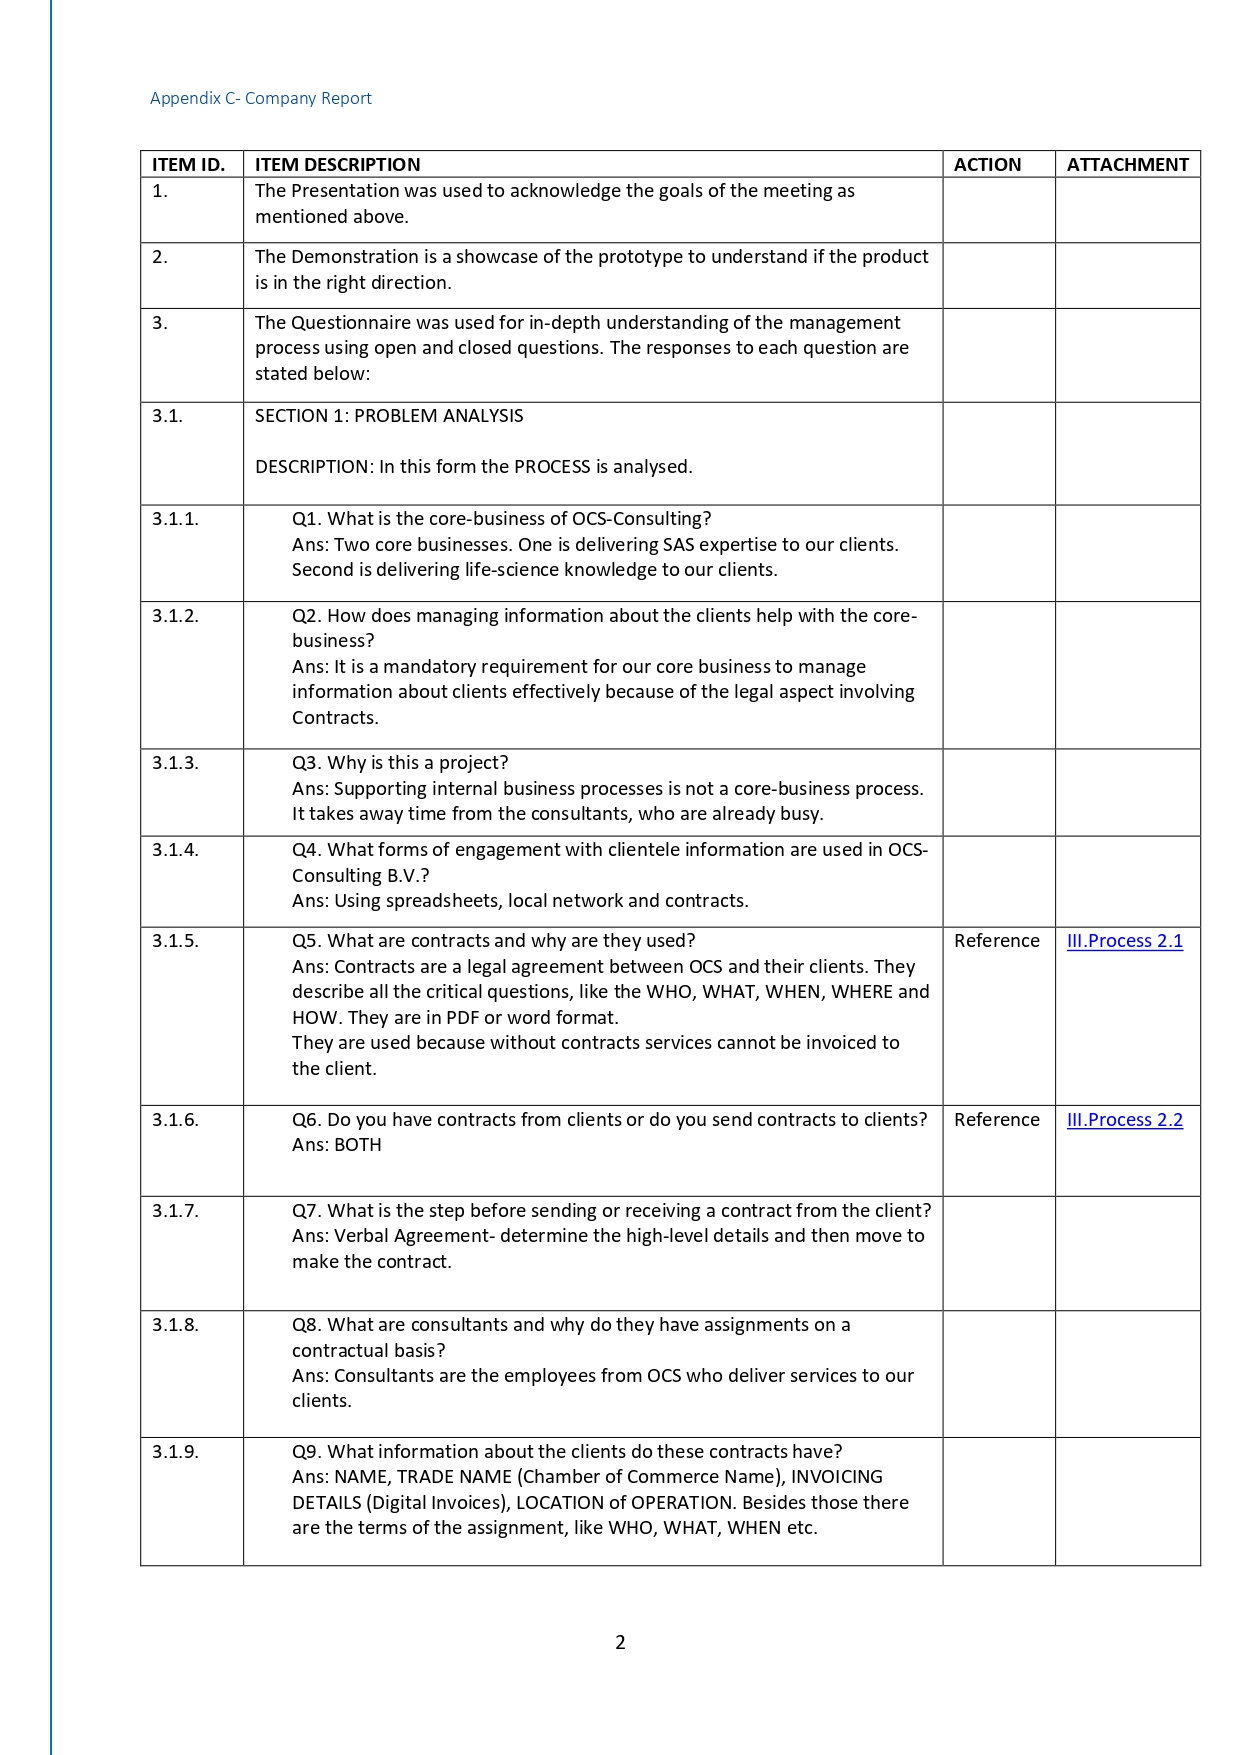 Appendix C- Company Report
ITEM ID. ITEM DESCRIPTION ACTION ATTACHMENT
1. The Presentation was used to acknowledge the goals of the meeting as
mentioned above.
2. The Demonstration is a showcase of the prototype to understand if the product
is in the right direction.
3. The Questionnaire was used for in-depth understanding of the management
process using open and closed questions. The responses to each question are
stated below:
3.1. SECTION 1: PROBLEM ANALYSIS
DESCRIPTION: In this form the PROCESS is analysed.
3.1.1. Q1. What is the core-business of OCS-Consulting?
Ans: Two core businesses. One is delivering SAS expertise to our clients.
Second is delivering life-science knowledge to our clients.
3.1.2. Q2. How does managing information about the clients help with the core-
business?
Ans: It is a mandatory requirement for our core business to manage
information about clients effectively because of the legal aspect involving
Contracts.
3.1.3. Q3. Why is this a project?
Ans: Supporting internal business processes is not a core-business process.
It takes away time from the consultants, who are already busy.
3.1.4. Q4. What forms of engagement with clientele information are used in OCS-
Consulting B.V.?
Ans: Using spreadsheets, local network and contracts.
3.1.5. Q5. What are contracts and why are they used? Reference III.Process 2.1
Ans: Contracts are a legal agreement between OCS and their clients. They
describe all the critical questions, like the WHO, WHAT, WHEN, WHERE and
HOW. They are in PDF or word format.
They are used because without contracts services cannot be invoiced to
the client.
3.1.6. Q6. Do you have contracts from clients or do you send contracts to clients? Reference III.Process 2.2
Ans: BOTH
3.1.7. Q7. What is the step before sending or receiving a contract from the client?
Ans: Verbal Agreement- determine the high-level details and then move to
make the contract.
3.1.8. Q8. What are consultants and why do they have assignments on a
contractual basis?
Ans: Consultants are the employees from OCS who deliver services to our
clients.
3.1.9. Q9. What information about the clients do these contracts have?
Ans: NAME, TRADE NAME (Chamber of Commerce Name), INVOICING
DETAILS (Digital Invoices), LOCATION of OPERATION. Besides those there
are the terms of the assignment, like WHO, WHAT, WHEN etc.
2